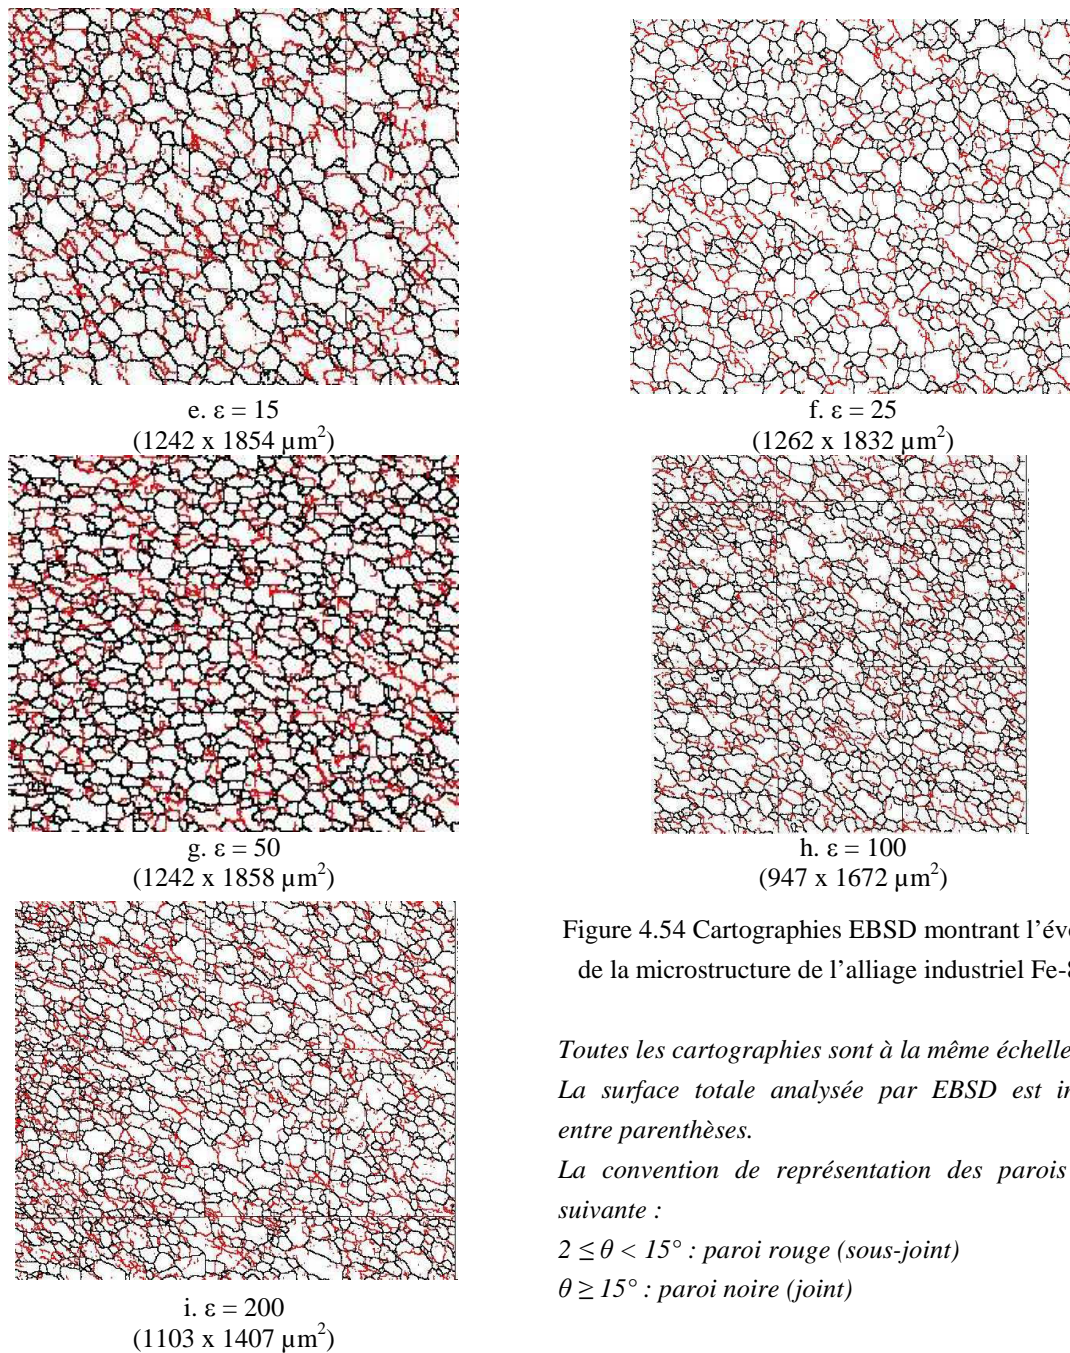 e. ε = 15
(1242 x 1854 µm²)
f. ε = 25
(1262 x 1832 µm²)
g. ε = 50
(1242 x 1858 µm²)
h. ε = 100
(947 x 1672 µm²)
i. ε = 200
(1103 x 1407 µm²)
Figure 4.54 Cartographies EBSD montrant l’évo
de la microstructure de l’alliage industriel Fe-8
Toutes les cartographies sont à la même échelle
La surface totale analysée par EBSD est in
entre parenthèses.
La convention de représentation des parois
suivante :
2 ≤ θ < 15° : paroi rouge (sous-joint)
θ ≥ 15° : paroi noire (joint)